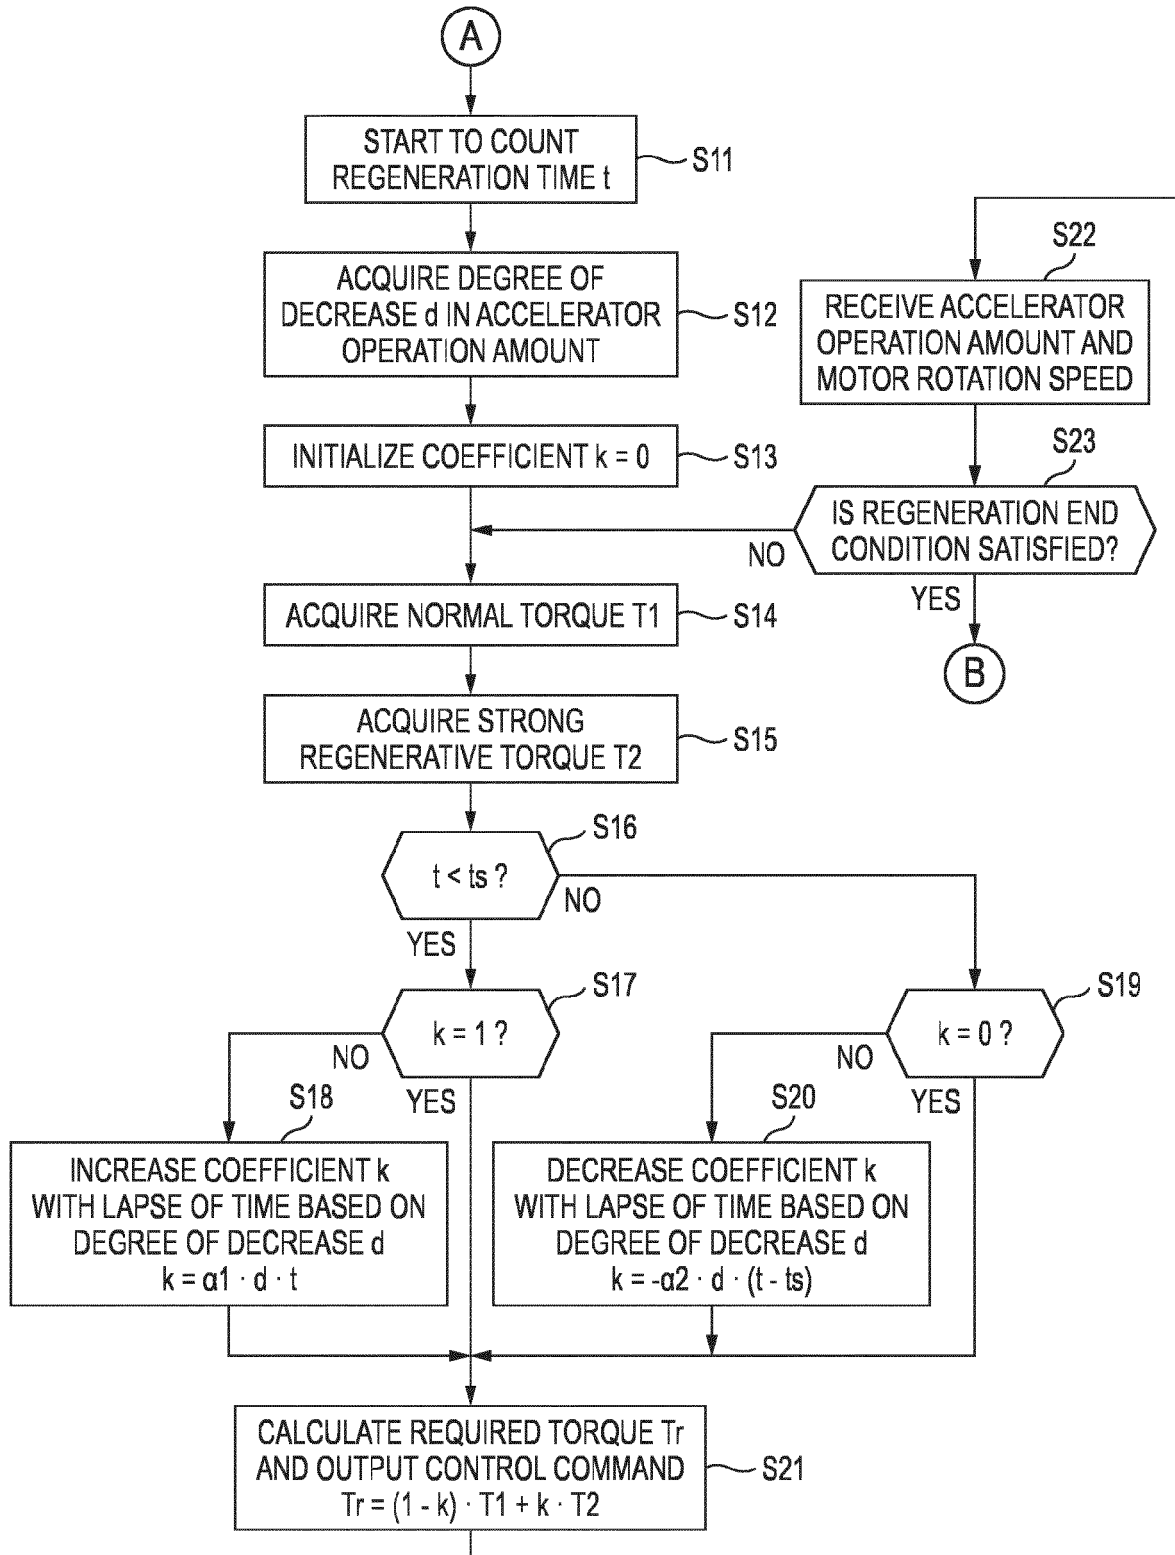 A
START TO COUNT
REGENERATION TIME t
S11
ACQUIRE DEGREE OF
DECREASE d IN ACCELERATOR
OPERATION AMOUNT
S12
INITIALIZE COEFFICIENT k = 0
S13
S22
RECEIVE ACCELERATOR
OPERATION AMOUNT AND
MOTOR ROTATION SPEED
S23
IS REGENERATION END
CONDITION SATISFIED?
NO
YES
B
ACQUIRE NORMAL TORQUE T1
S14
ACQUIRE STRONG
REGENERATIVE TORQUE T2
S15
S16
t < ts ?
NO
YES
S17
k = 1 ?
NO
YES
S19
k = 0 ?
NO
YES
S18
INCREASE COEFFICIENT k
WITH LAPSE OF TIME BASED ON
DEGREE OF DECREASE d
k = α1 · d · t
S20
DECREASE COEFFICIENT k
WITH LAPSE OF TIME BASED ON
DEGREE OF DECREASE d
k = -α2 · d · (t - ts)
CALCULATE REQUIRED TORQUE Tr
AND OUTPUT CONTROL COMMAND
Tr = (1 - k) · T1 + k · T2
S21